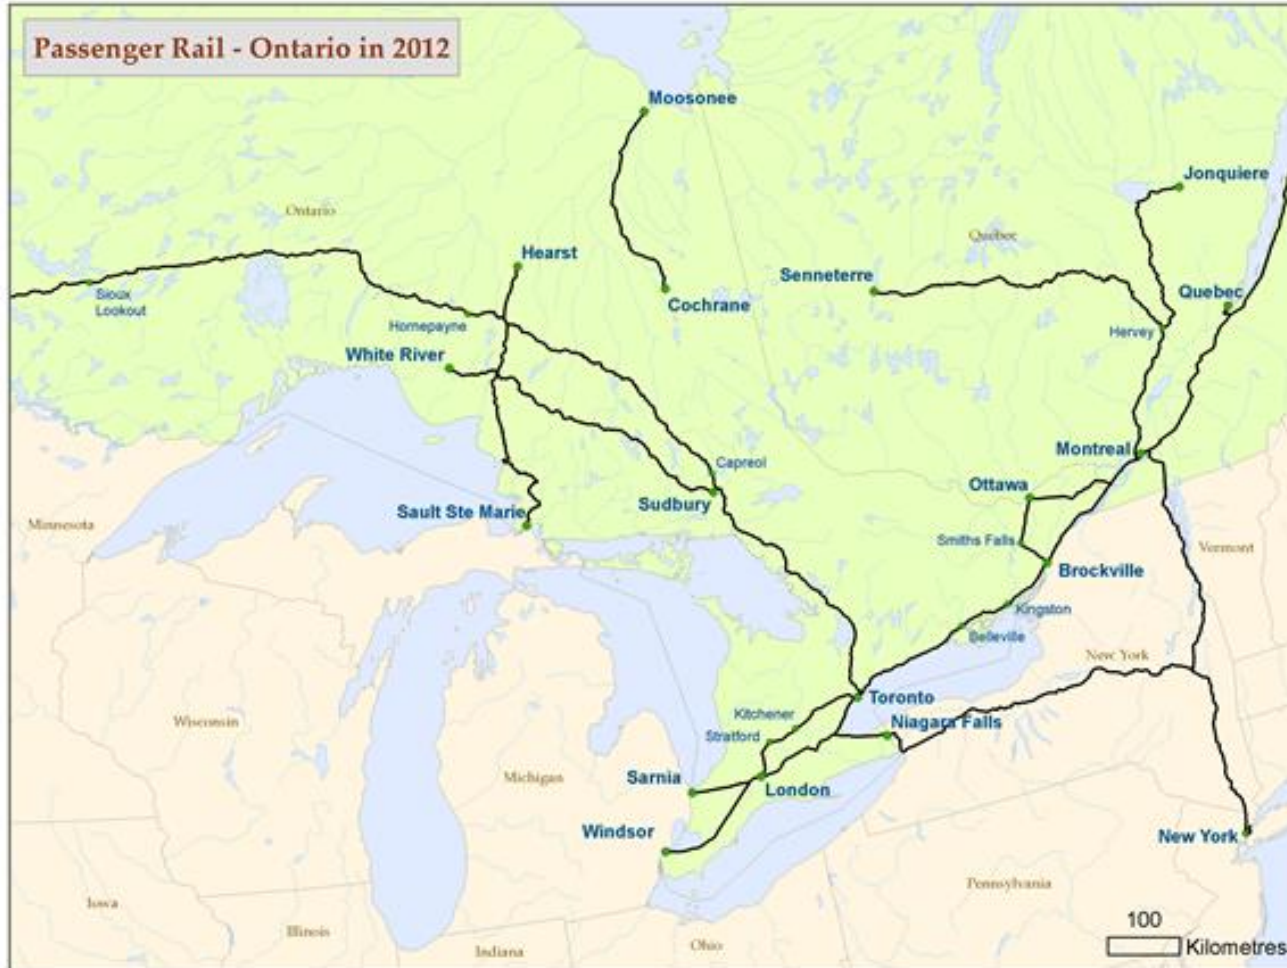 Passenger Rail - Ontario in 2012
Moosonee
Jonquiere
Ontario
Quebec
Hearst
Senneterre
Sioux
Lookout
Cochrane
Quebec
Hornepayne
Hervey
White River
Montreal
Capreol
Ottawa
Sudbury
Sault Ste Marie
Minnesota
Smiths Falls
Vermont
Brockville
Kingston
Belleville
New York
Toronto
Kitchener
Wisconsin
Niagara Falls
Stratford
Michigan
Sarnia
London
Windsor
New York
Pennsylvania
Iowa
100
Illinois
Ohio
Kilometres
Indiana